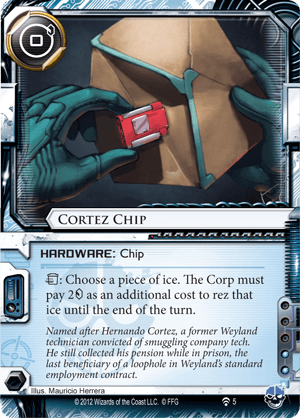 0
CORTEZ CHIP
HARDWARE: Chip
: Choose a piece of ice. The Corp must
pay 2 as an additional cost to rez that
ice until the end of the turn.
Named after Hernando Cortez, a former Weyland
technician convicted of smuggling company tech.
He still collected his pension while in prison, the
last beneficiary of a loophole in Weyland's standard
employment contract.
Illus. Mauricio Herrera
©2012 Wizards of the Coast LLC. © FFG 5